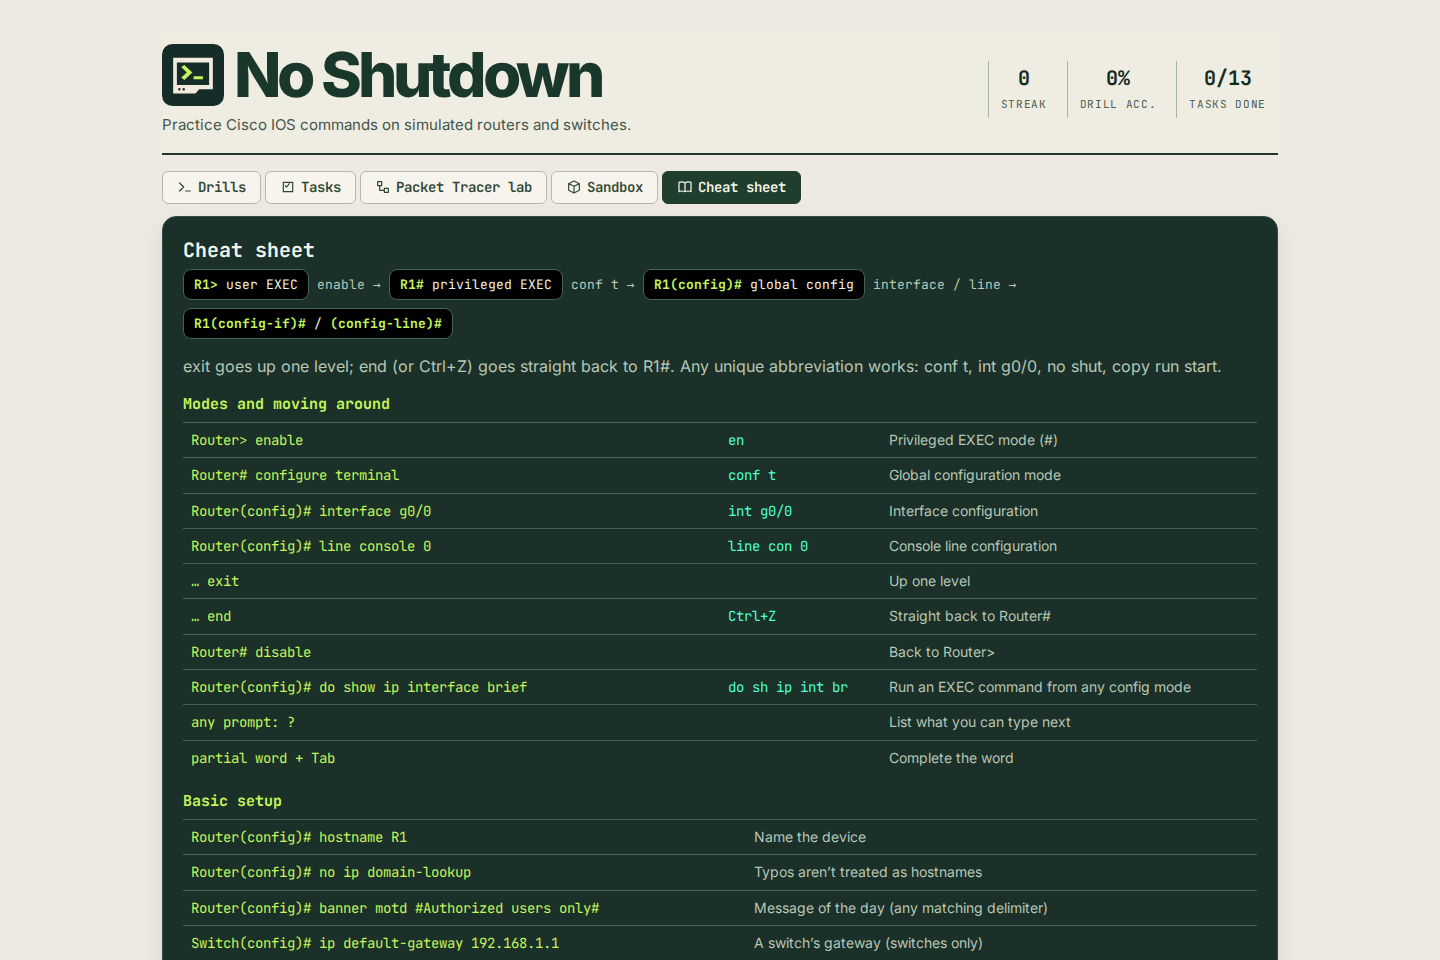 No Shutdown
Practice Cisco IOS commands on simulated routers and switches.
0
STREAK
0%
DRILL ACC.
0/13
TASKS DONE
Drills
Tasks
Packet Tracer lab
Sandbox
Cheat sheet
Cheat sheet
R1> user EXEC enable → R1# privileged EXEC conf t → R1(config)# global config interface / line →
R1(config-if)# / (config-line)#
exit goes up one level; end (or Ctrl+Z) goes straight back to R1#. Any unique abbreviation works: conf t, int g0/0, no shut, copy run start.
Modes and moving around
Router> enable en Privileged EXEC mode (#)
Router# configure terminal conf t Global configuration mode
Router(config)# interface g0/0 int g0/0 Interface configuration
Router(config)# line console 0 line con 0 Console line configuration
… exit Up one level
… end Ctrl+Z Straight back to Router#
Router# disable Back to Router>
Router(config)# do show ip interface brief do sh ip int br Run an EXEC command from any config mode
any prompt: ? List what you can type next
partial word + Tab Complete the word
Basic setup
Router(config)# hostname R1 Name the device
Router(config)# no ip domain-lookup Typos aren’t treated as hostnames
Router(config)# banner motd #Authorized users only# Message of the day (any matching delimiter)
Switch(config)# ip default-gateway 192.168.1.1 A switch’s gateway (switches only)